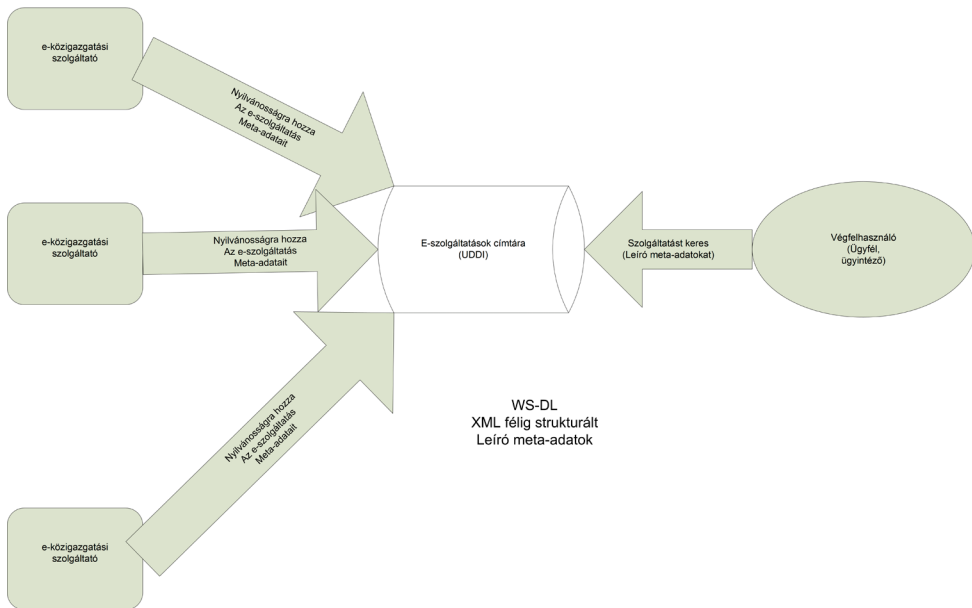 e-közigazgatási
szolgáltató
Nyilvánosságra hozza
Az e-szolgáltatás
Meta-adatait
e-közigazgatási
szolgáltató
Nyilvánosságra hozza
Az e-szolgáltatás
Meta-adatait
E-szolgáltatások címtára
(UDDI)
Szolgáltatást keres
(Leíró meta-adatokat)
Végfelhasználó
(Ügyfél,
ügyintéző)
Nyilvánosságra hozza
Az e-szolgáltatás
Meta-adatait
WS-DL
XML félig strukturált
Leíró meta-adatok
e-közigazgatási
szolgáltató